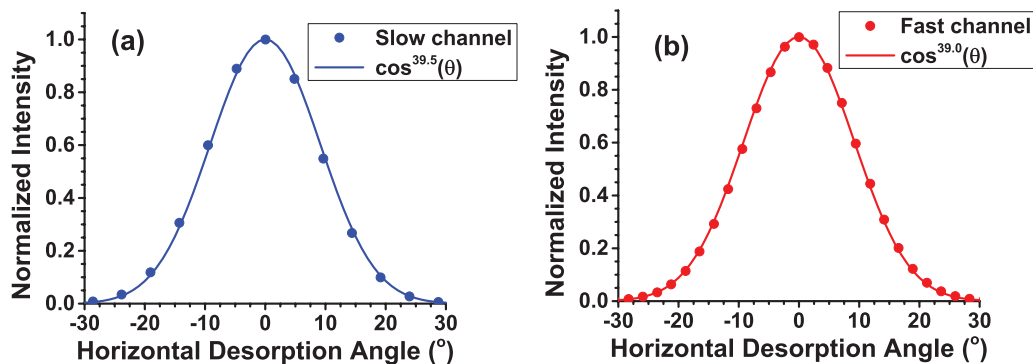 (a)
Slow channel
cos^39.5(θ)
Normalized Intensity
1.0
0.8
0.6
0.4
0.2
0.0
-30 -20 -10 0 10 20 30
Horizontal Desorption Angle (°)
(b)
Fast channel
cos^39.0(θ)
Normalized Intensity
1.0
0.8
0.6
0.4
0.2
0.0
-30 -20 -10 0 10 20 30
Horizontal Desorption Angle (°)